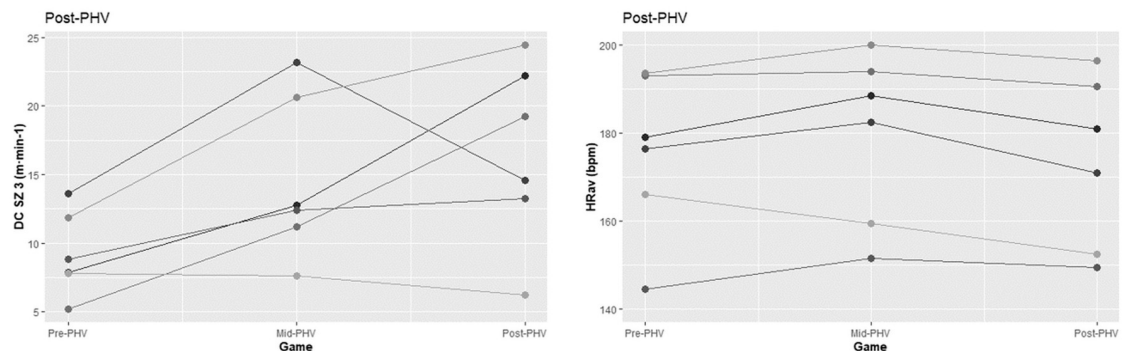 Post-PHV
25
20
15
10
5
DC SZ 3 (m·min-1)
Pre-PHV Mid-PHV Post-PHV
Game
Post-PHV
200
180
160
140
HRav (bpm)
Pre-PHV Mid-PHV Post-PHV
Game